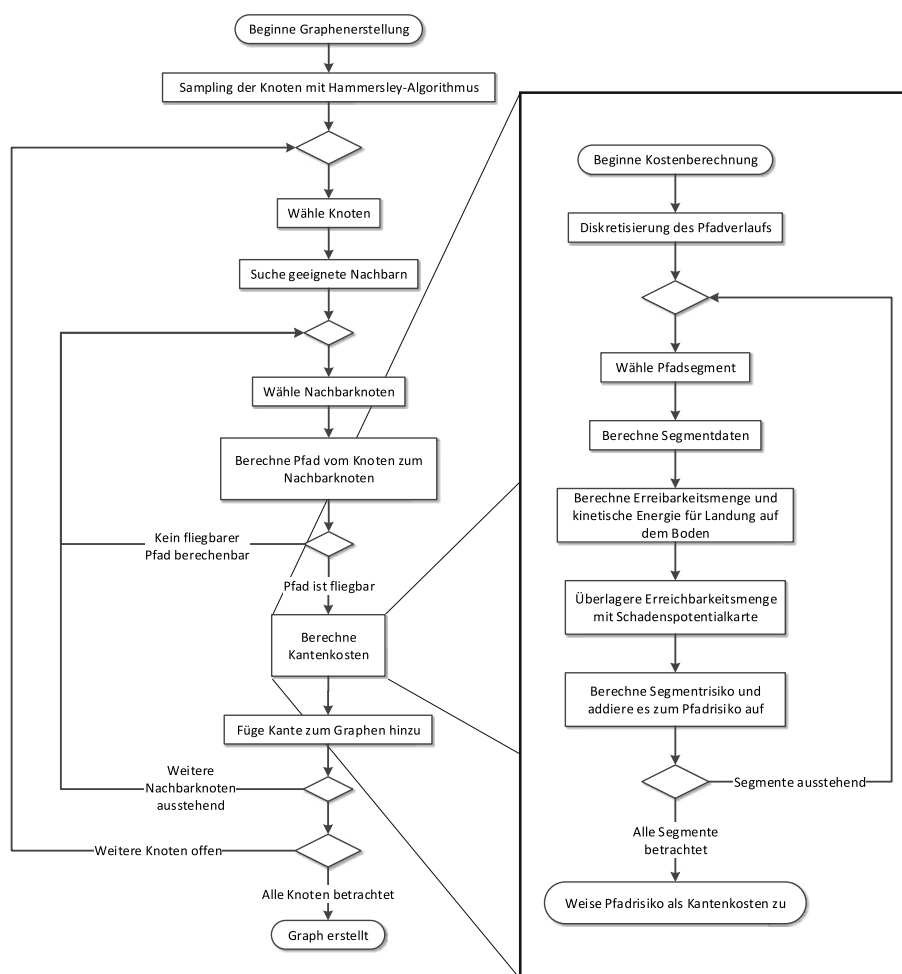 Beginne Graphenerstellung
Sampling der Knoten mit Hammersley-Algorithmus
Wähle Knoten
Suche geeignete Nachbarn
Wähle Nachbarknoten
Berechne Pfad vom Knoten zum
Nachbarknoten
Kein fliegbarer
Pfad berechenbar
Pfad ist fliegbar
Berechne
Kantenkosten
Füge Kante zum Graphen hinzu
Weitere
Nachbarknoten
ausstehend
Weitere Knoten offen
Alle Knoten betrachtet
Graph erstellt
Beginne Kostenberechnung
Diskretisierung des Pfadverlaufs
Wähle Pfadsegment
Berechne Segmentdaten
Berechne Erreibarkeitsmenge und
kinetische Energie für Landung auf
dem Boden
Überlagere Erreichbarkeitsmenge
mit Schadenspotentialkarte
Berechne Segmentrisiko und
addiere es zum Pfadrisiko auf
Segmente ausstehend
Alle Segmente
betrachtet
Weise Pfadrisiko als Kantenkosten zu